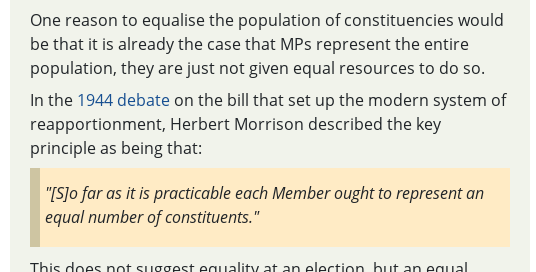 One reason to equalise the population of constituencies would
be that it is already the case that MPs represent the entire
population, they are just not given equal resources to do so.
In the 1944 debate on the bill that set up the modern system of
reapportionment, Herbert Morrison described the key
principle as being that:
"[S]o far as it is practicable each Member ought to represent an
equal number of constituents."
This does not suggest equality at an election, but an equal